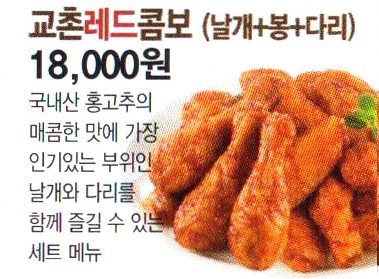 교촌레드콤보 (날개+봉+다리)
18,000원
국내산 홍고추의
매콤한 맛에 가장
인기있는 부위인
날개와 다리를
함께 즐길 수 있는
세트 메뉴